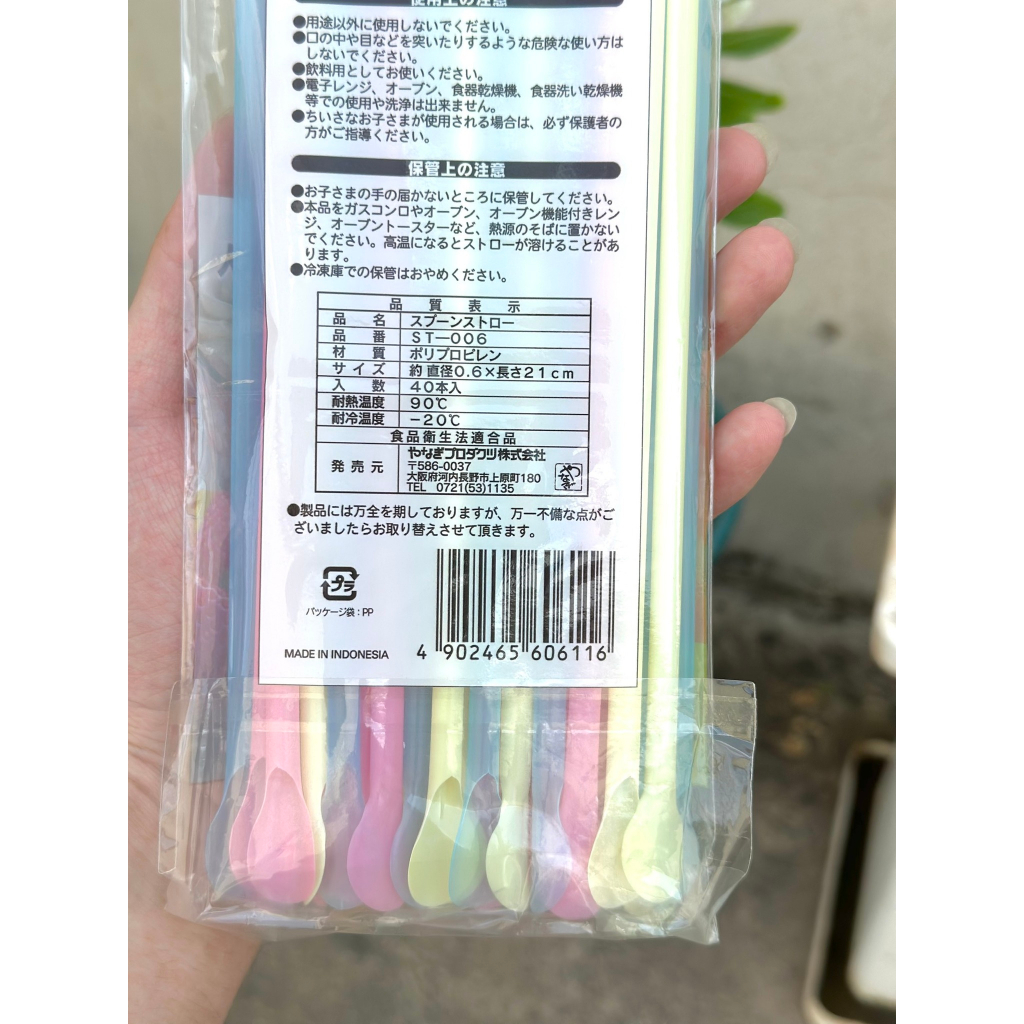 使用上の注意
●用途以外に使用しないでください。
●口の中や目などを突いたりするような危険な使い方は
しないでください。
●飲料用としてお使いください。
●電子レンジ、オーブン、食器乾燥機、食器洗い乾燥機
等での使用や洗浄は出来ません。
●ちいさなお子さまが使用される場合は、必ず保護者の
方がご指導ください。
保管上の注意
●お子さまの手の届かないところに保管してください。
●本品をガスコンロやオーブン、オーブン機能付きレン
ジ、オーブントースターなど、熱源のそばに置かない
でください。高温になるとストローが溶けることがあ
ります。
●冷凍庫での保管はおやめください。
品質表示
品名 スプーンストロー
品番 ST—006
材質 ポリプロピレン
サイズ 約 直径0.6×長さ21cm
入数 40本入
耐熱温度 90℃
耐冷温度 −20℃
食品衛生法適合品
発売元 やなぎプロダクツ株式会社
〒586-0037
大阪府河内長野市上原町180
TEL 0721(53)1135
やなぎ
●製品には万全を期しておりますが、万一不備な点がご
ざいましたらお取り替えさせて頂きます。
プラ
パッケージ袋：PP
MADE IN INDONESIA
4 902465 606116